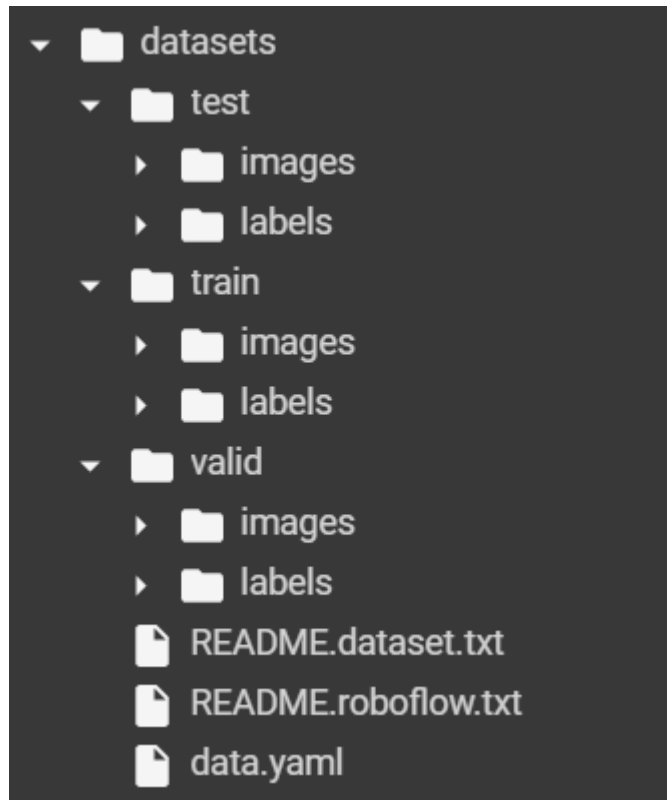 datasets
test
images
labels
train
images
labels
valid
images
labels
README.dataset.txt
README.roboflow.txt
data.yaml